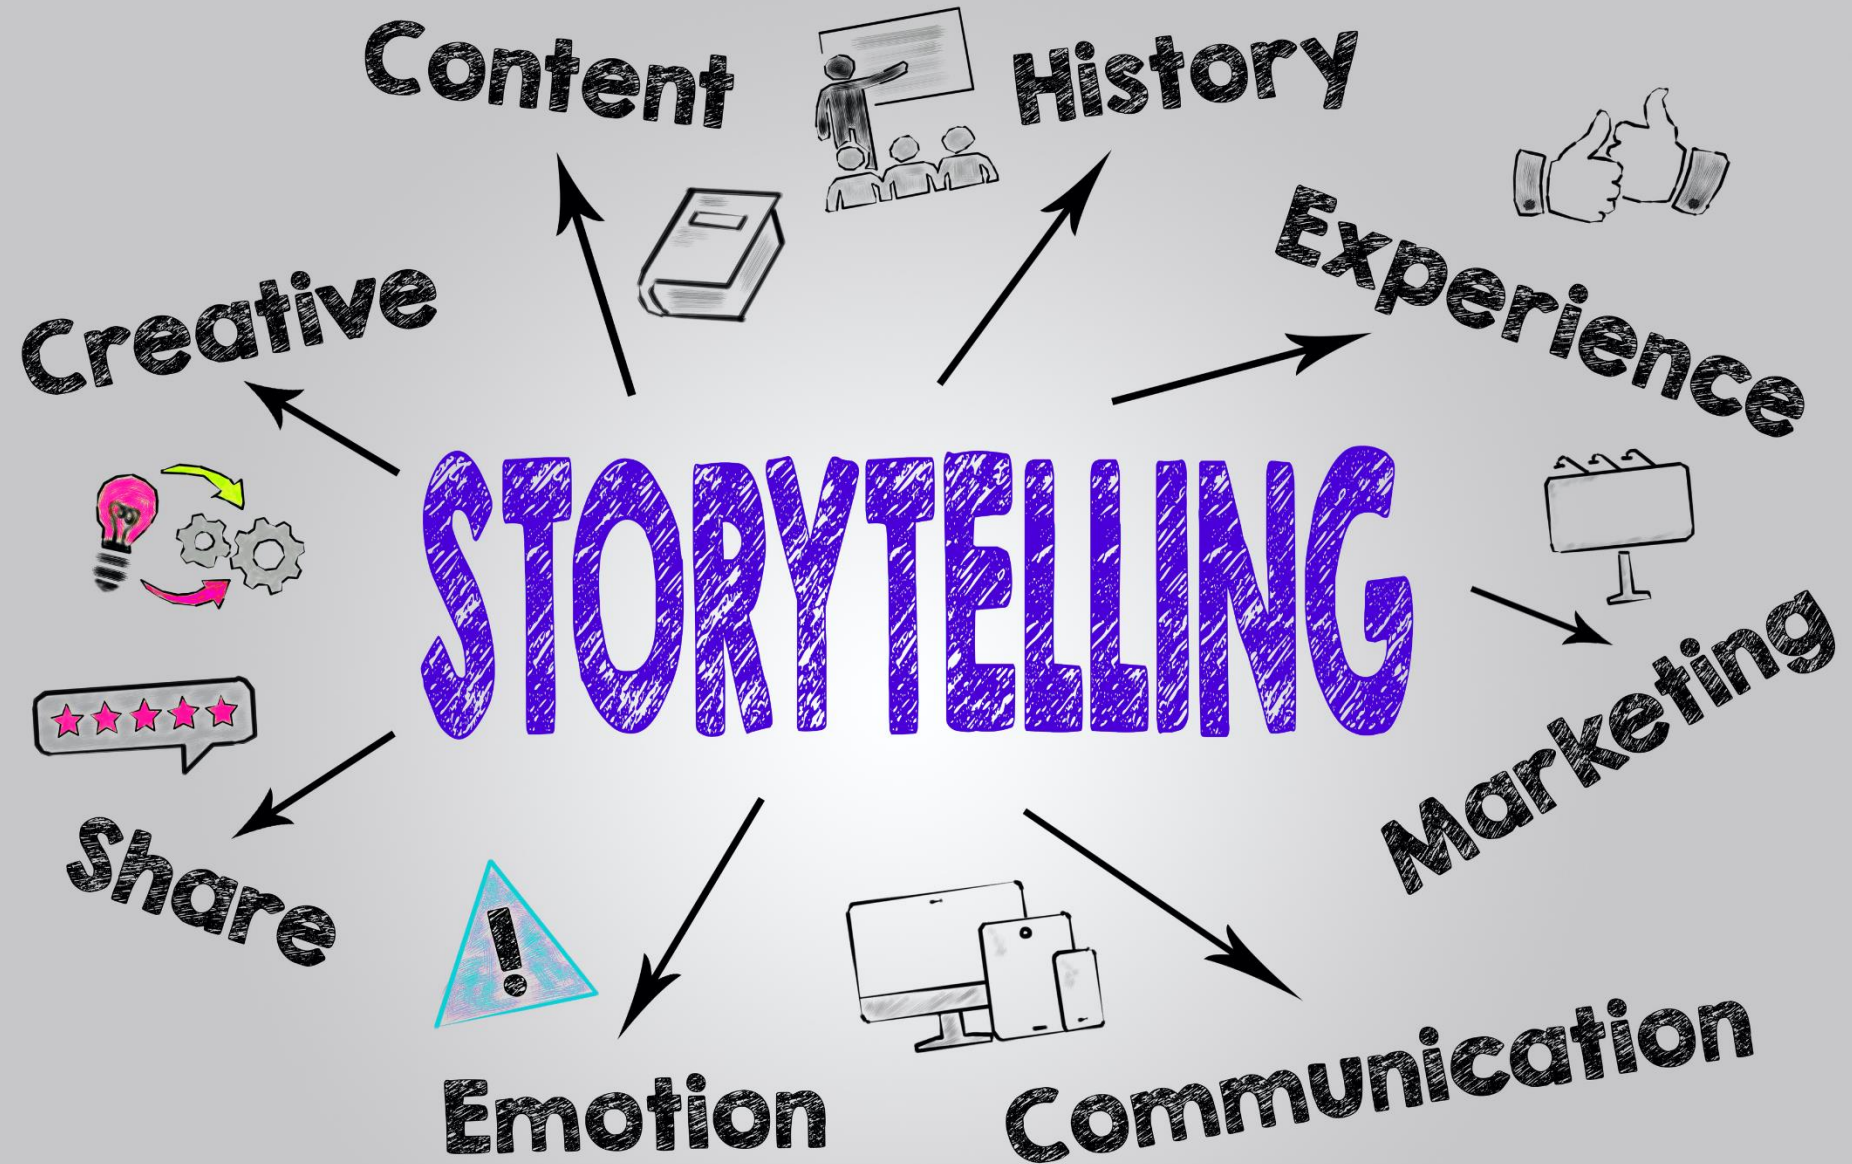 Content
History
Experience
Creative
STORYTELLING
Marketing
Share
!
Emotion
Communication